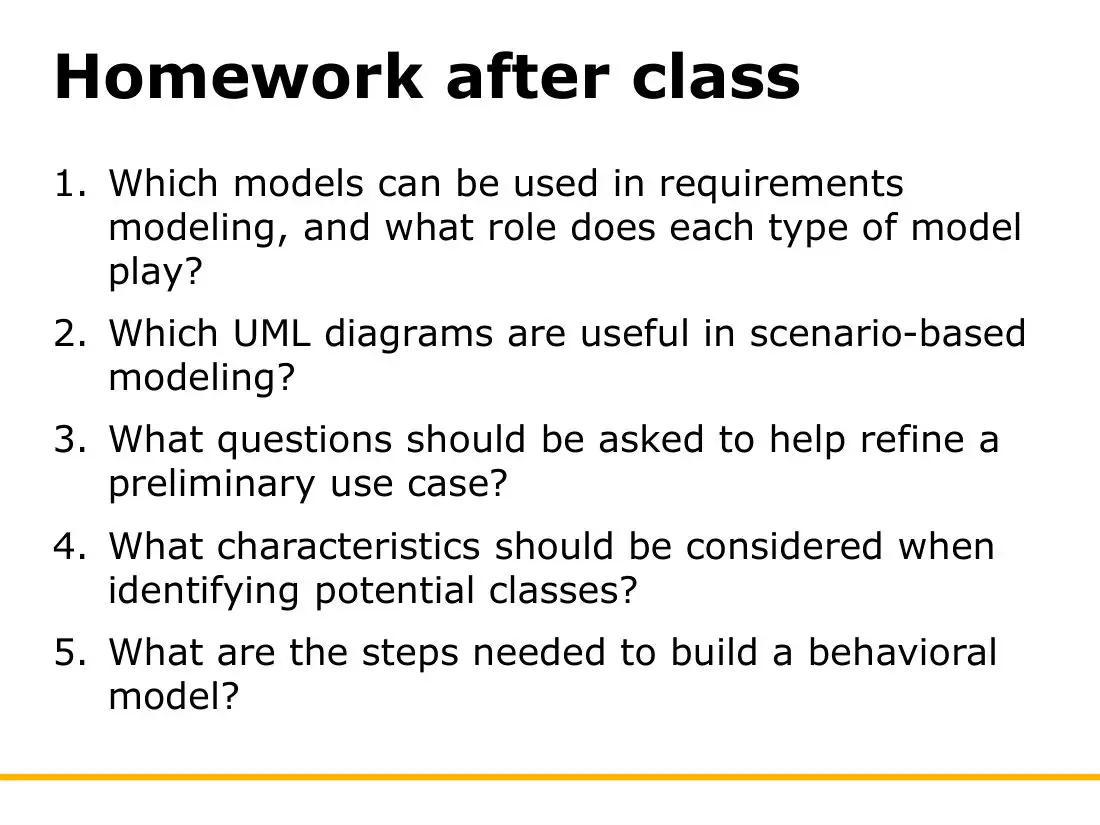 Homework after class
1. Which models can be used in requirements
modeling, and what role does each type of model
play?
2. Which UML diagrams are useful in scenario-based
modeling?
3. What questions should be asked to help refine a
preliminary use case?
4. What characteristics should be considered when
identifying potential classes?
5. What are the steps needed to build a behavioral
model?